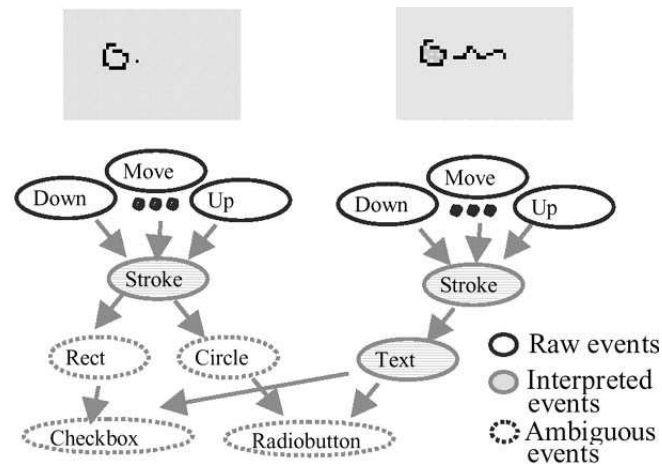 Move
Move
Down
Up
Down
Up
Stroke
Stroke
Rect
Circle
Text
Raw events
Interpreted
events
Checkbox
Radiobutton
Ambiguous
events